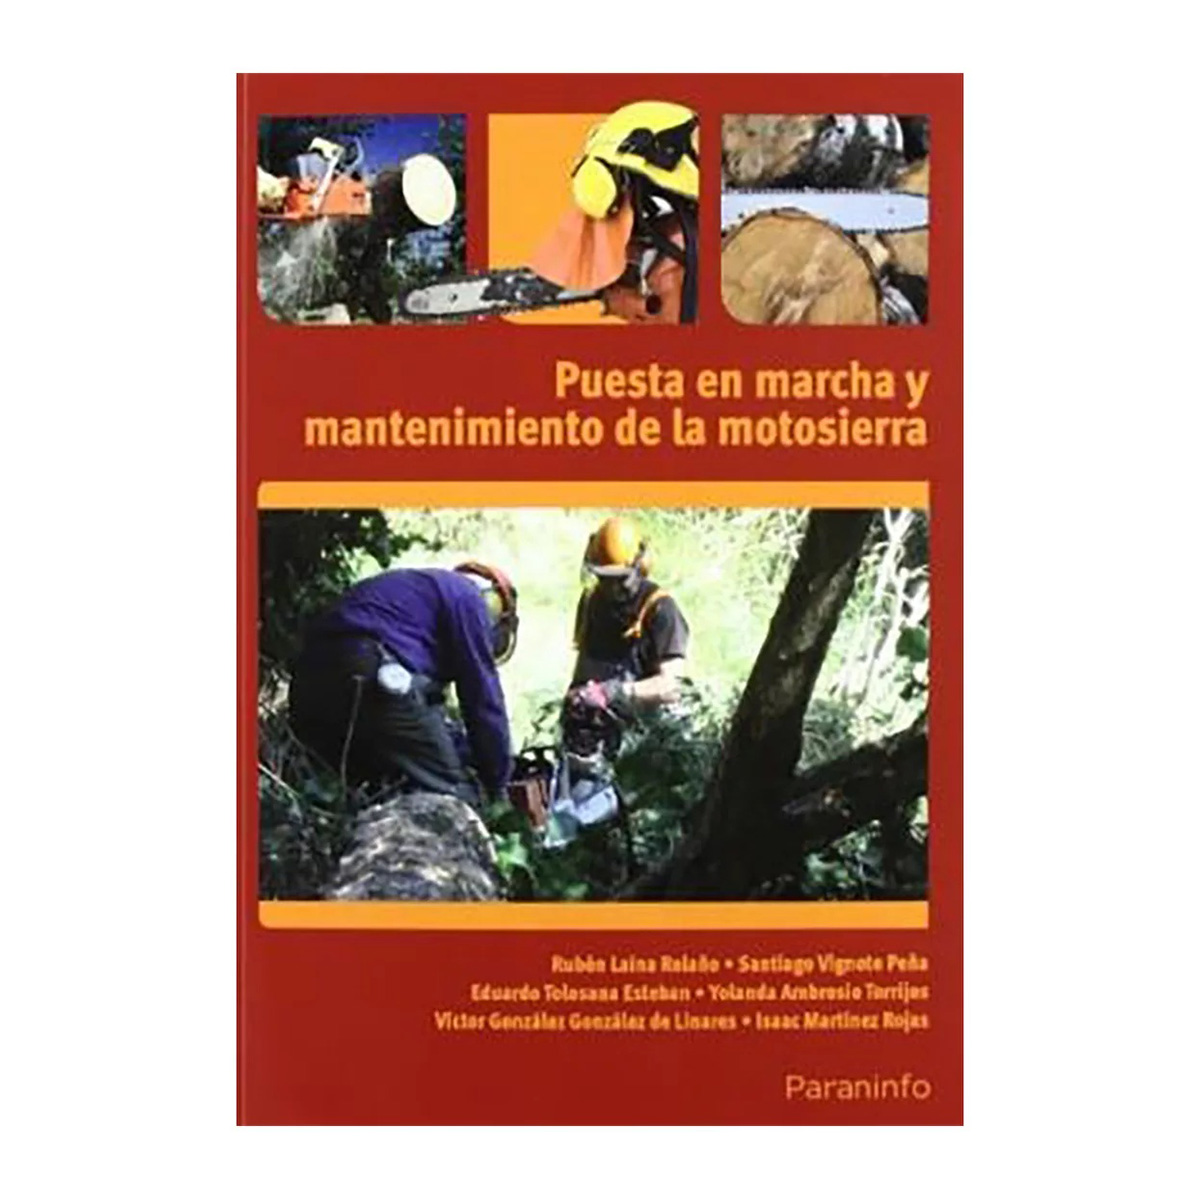 Puesta en marcha y
mantenimiento de la motosierra
Rubén Laina Relaño • Santiago Vignote Peña
Eduardo Tolosana Esteban • Yolanda Ambrosio Torrijos
Víctor González González de Linares • Isaac Martínez Rojas
Paraninfo